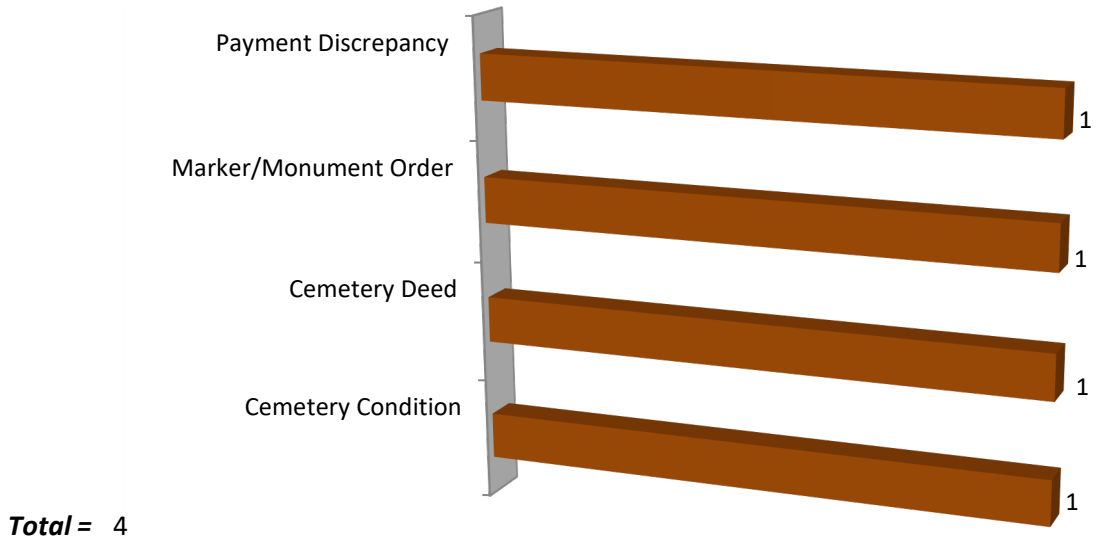 Payment Discrepancy
1
Marker/Monument Order
1
Cemetery Deed
1
Cemetery Condition
1
Total = 4